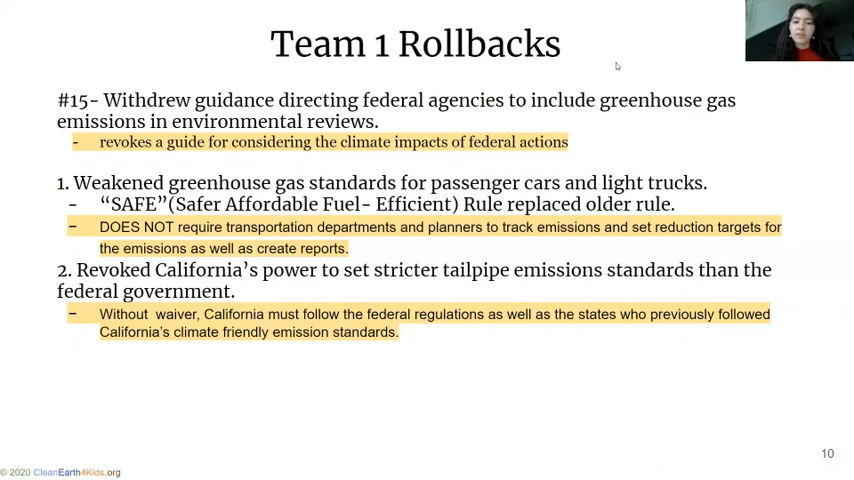 Team 1 Rollbacks
#15- Withdrew guidance directing federal agencies to include greenhouse gas
emissions in environmental reviews.
- revokes a guide for considering the climate impacts of federal actions
1. Weakened greenhouse gas standards for passenger cars and light trucks.
- “SAFE”(Safer Affordable Fuel- Efficient) Rule replaced older rule.
- DOES NOT require transportation departments and planners to track emissions and set reduction targets for
the emissions as well as create reports.
2. Revoked California’s power to set stricter tailpipe emissions standards than the
federal government.
- Without waiver, California must follow the federal regulations as well as the states who previously followed
California’s climate friendly emission standards.
10
© 2020 CleanEarth4Kids.org